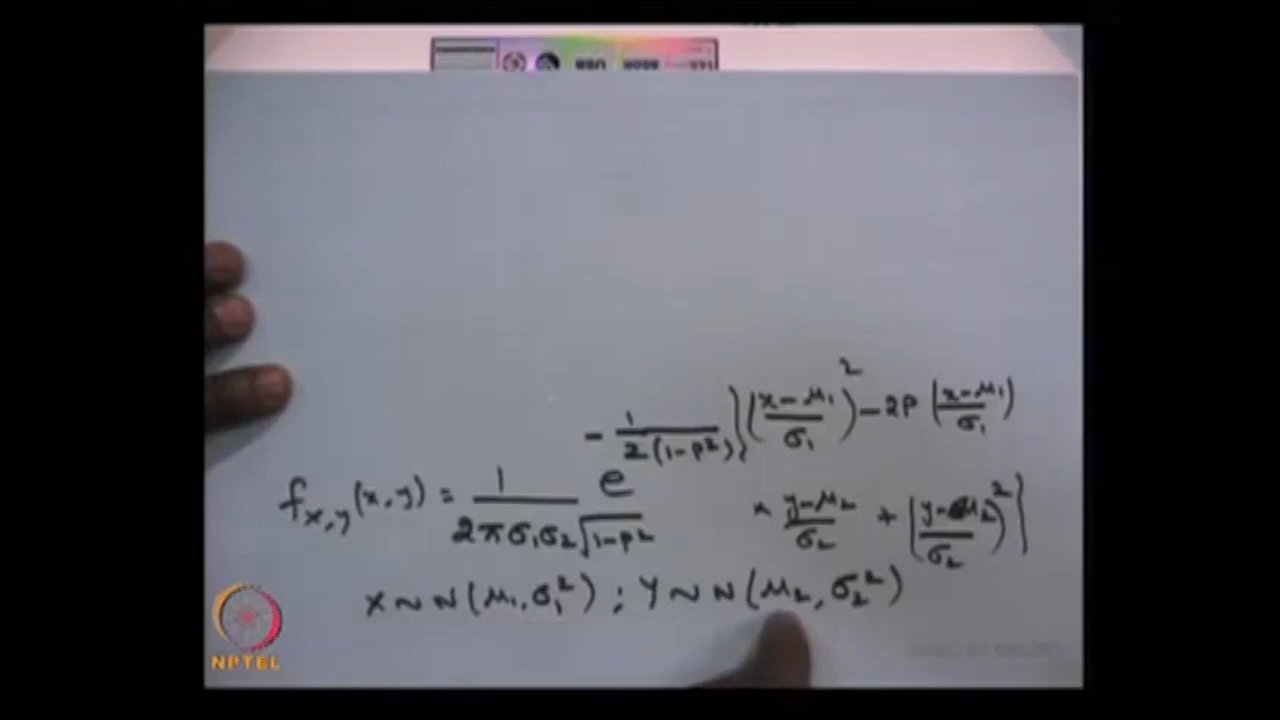 - 1/(2(1-ρ²)) {((x-μ₁)/σ₁)² - 2ρ ((x-μ₁)/σ₁)
f_{X,Y}(x,y) = 1/(2πσ₁σ₂√(1-ρ²)) e × (y-μ₂)/σ₂ + ((y-μ₂)/σ₂)²}
X ~ N(μ₁, σ₁²) ; Y ~ N(μ₂, σ₂²)
NPTEL